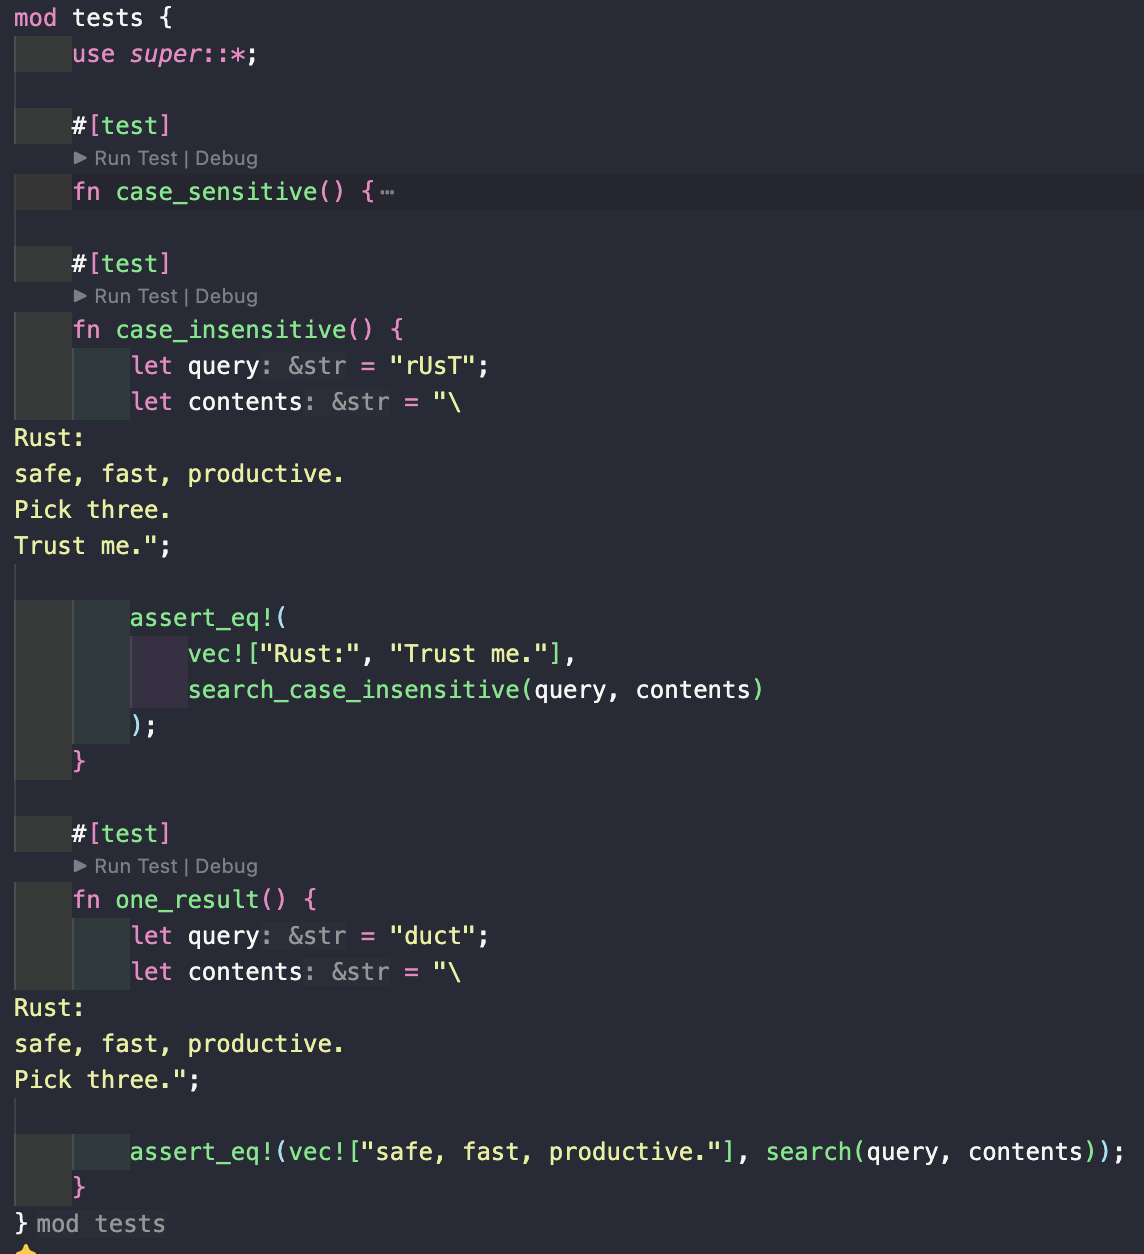 mod tests {
    use super::*;

    #[test]
    ▶ Run Test | Debug
    fn case_sensitive() {⋯

    #[test]
    ▶ Run Test | Debug
    fn case_insensitive() {
        let query: &str = "rUsT";
        let contents: &str = "\
Rust:
safe, fast, productive.
Pick three.
Trust me.";

        assert_eq!(
            vec!["Rust:", "Trust me."],
            search_case_insensitive(query, contents)
        );
    }

    #[test]
    ▶ Run Test | Debug
    fn one_result() {
        let query: &str = "duct";
        let contents: &str = "\
Rust:
safe, fast, productive.
Pick three.";

        assert_eq!(vec!["safe, fast, productive."], search(query, contents));
    }
} mod tests